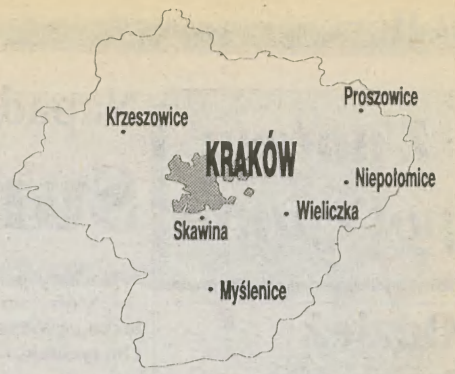 Proszowice
Krzeszowice
KRAKÓW
Niepołomice
Wieliczka
Skawina
Myślenice